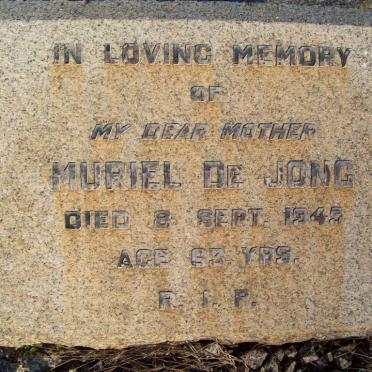 IN LOVING MEMORY
OF
MY DEAR MOTHER
MURIEL DE JONG
DIED 8 SEPT. 1945
AGE 63 YRS.
R. I. P.